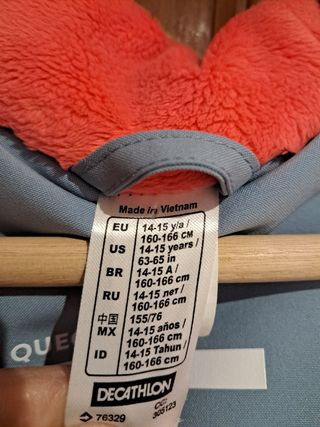 Made in Vietnam
EU 14-15 y/a /
160-166 CM
US 14-15 years /
63-65 in
BR 14-15 A /
160-166 cm
RU 14-15 лет /
160-166 cm
中国 155/76
MX 14-15 años /
160-166 cm
ID 14-15 Tahun /
160-166 cm
DECATHLON
76329
CC:
305123
QUEC